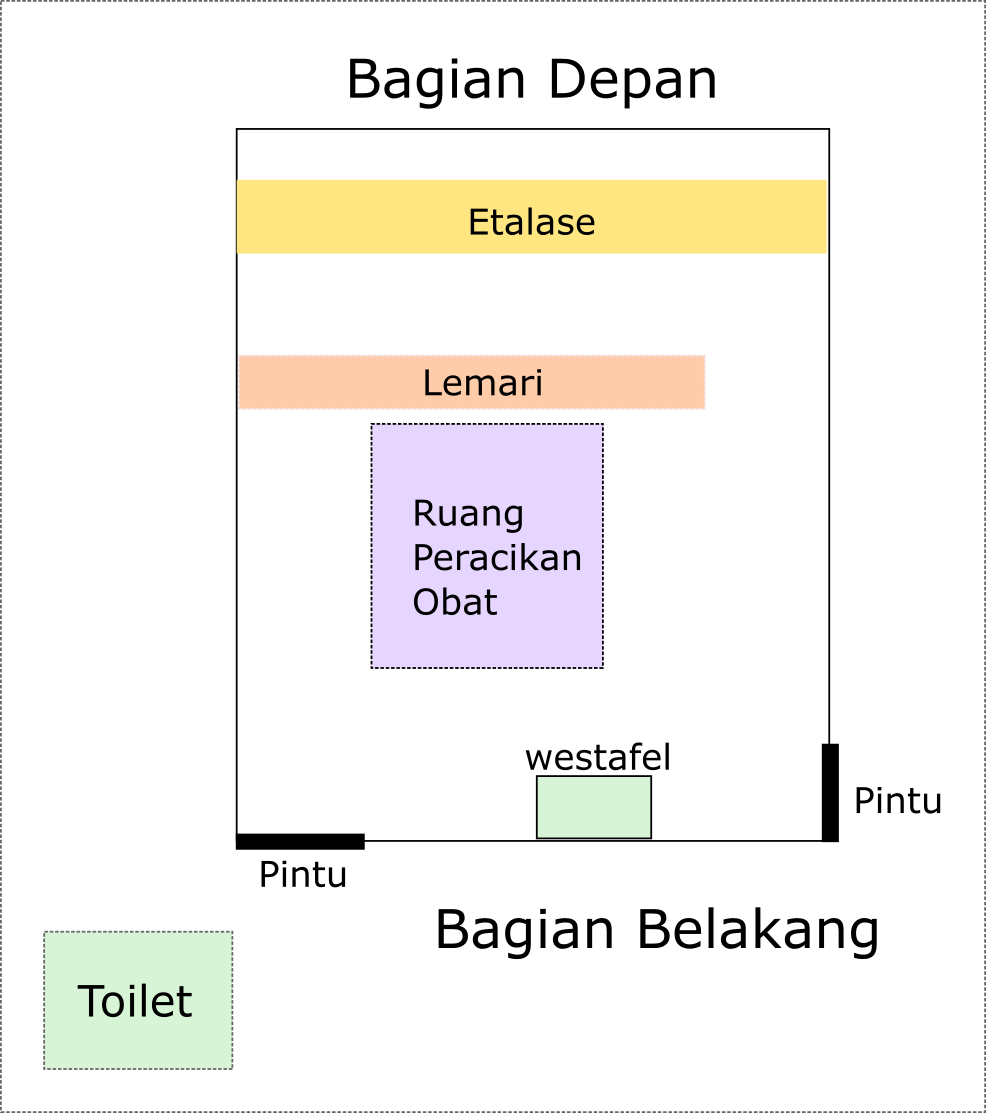 Bagian Depan
Etalase
Lemari
Ruang
Peracikan
Obat
westafel
Pintu
Pintu
Bagian Belakang
Toilet